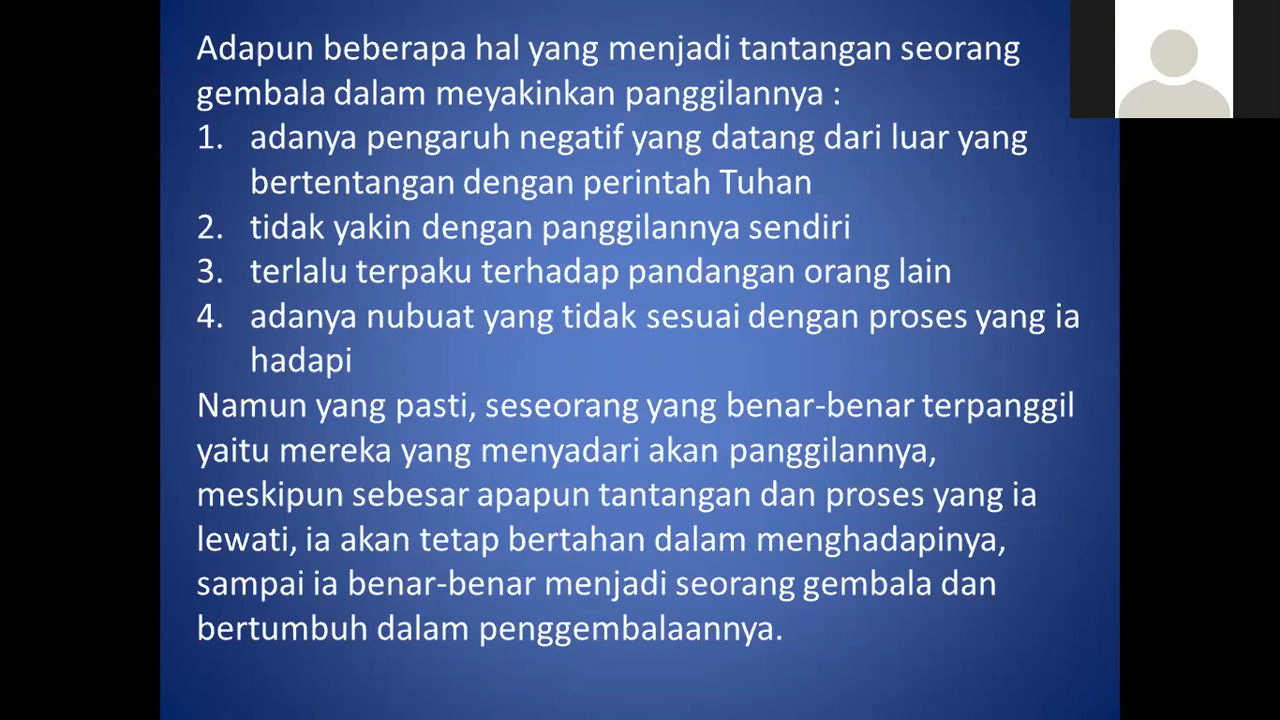 Adapun beberapa hal yang menjadi tantangan seorang
gembala dalam meyakinkan panggilannya :
1. adanya pengaruh negatif yang datang dari luar yang
bertentangan dengan perintah Tuhan
2. tidak yakin dengan panggilannya sendiri
3. terlalu terpaku terhadap pandangan orang lain
4. adanya nubuat yang tidak sesuai dengan proses yang ia
hadapi
Namun yang pasti, seseorang yang benar-benar terpanggil
yaitu mereka yang menyadari akan panggilannya,
meskipun sebesar apapun tantangan dan proses yang ia
lewati, ia akan tetap bertahan dalam menghadapinya,
sampai ia benar-benar menjadi seorang gembala dan
bertumbuh dalam penggembalaannya.